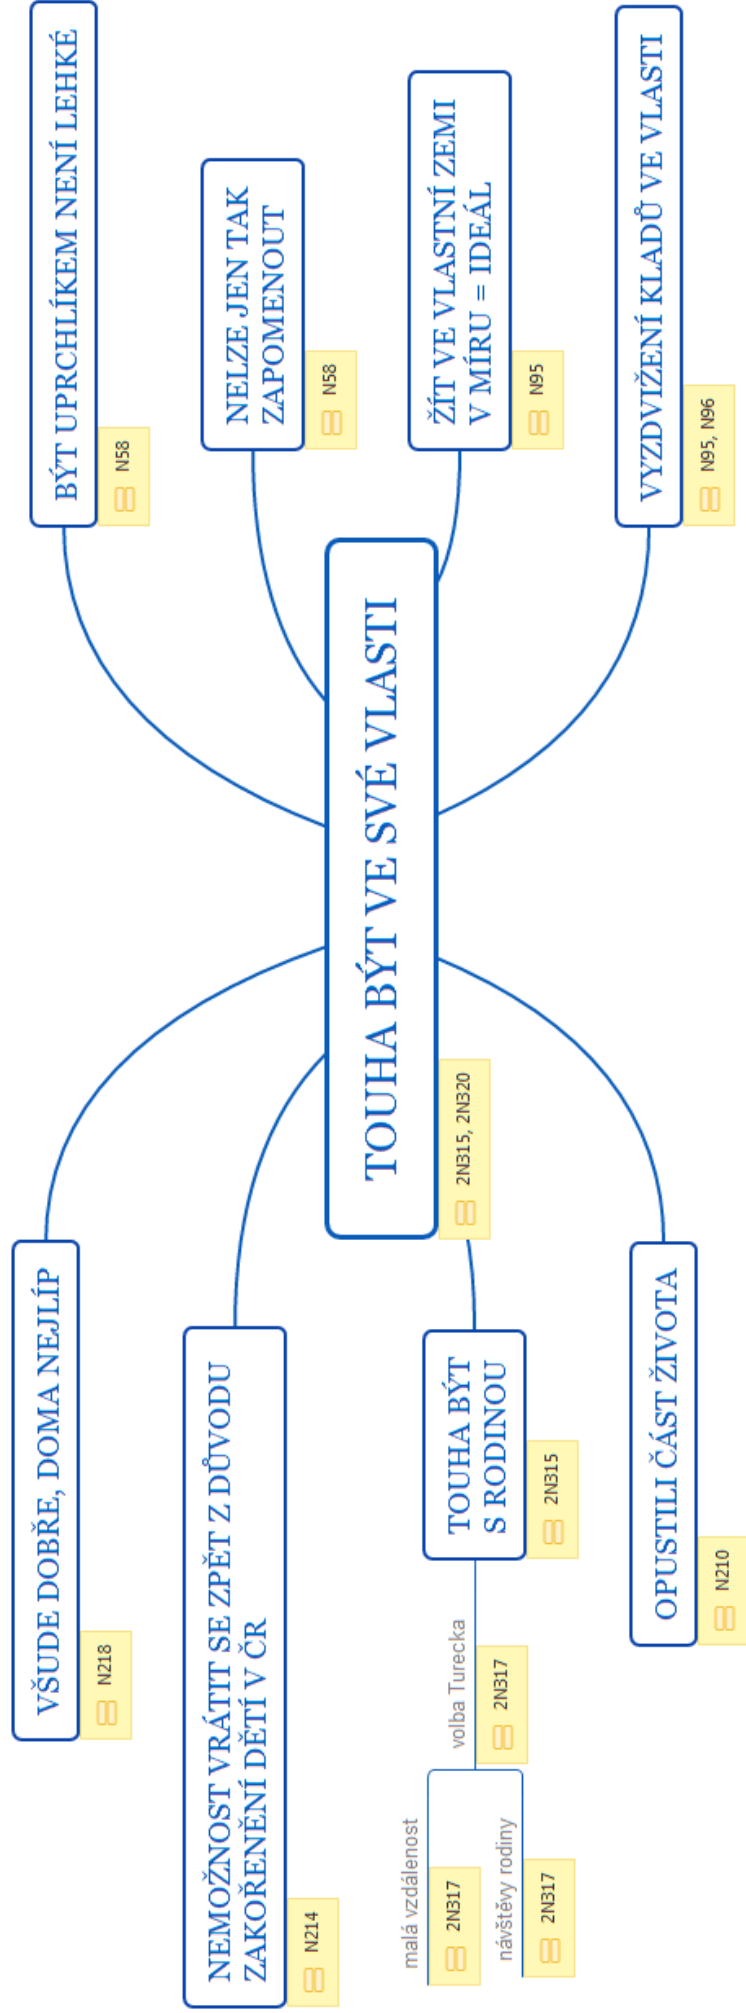 VŠUDE DOBŘE, DOMA NEJLÍP
N218
NEMOŽNOST VRÁTIT SE ZPĚT Z DŮVODU
ZAKOŘENĚNÍ DĚTÍ V ČR
N214
malá vzdálenost
2N317
návštěvy rodiny
2N317
volba Turecka
2N317
TOUHA BÝT
S RODINOU
2N315
OPUSTILI ČÁST ŽIVOTA
N210
TOUHA BÝT VE SVÉ VLASTI
2N315, 2N320
BÝT UPRCHLÍKEM NENÍ LEHKÉ
N58
NELZE JEN TAK
ZAPOMENOUT
N58
ŽÍT VE VLASTNÍ ZEMI
V MÍRU = IDEÁL
N95
VYZDVIŽENÍ KLADŮ VE VLASTI
N95, N96